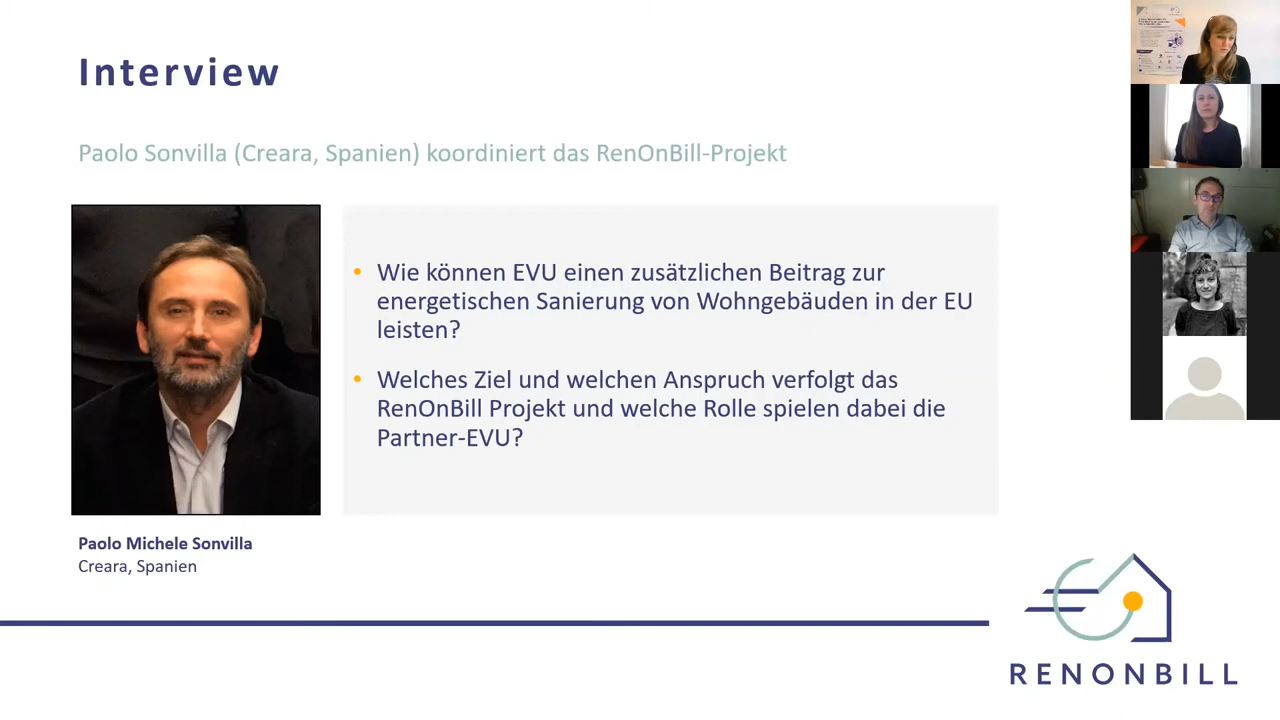 Interview
Paolo Sonvilla (Creara, Spanien) koordiniert das RenOnBill-Projekt
• Wie können EVU einen zusätzlichen Beitrag zur
energetischen Sanierung von Wohngebäuden in der EU
leisten?
• Welches Ziel und welchen Anspruch verfolgt das
RenOnBill Projekt und welche Rolle spielen dabei die
Partner-EVU?
Paolo Michele Sonvilla
Creara, Spanien
RENONBILL
RENONBILL